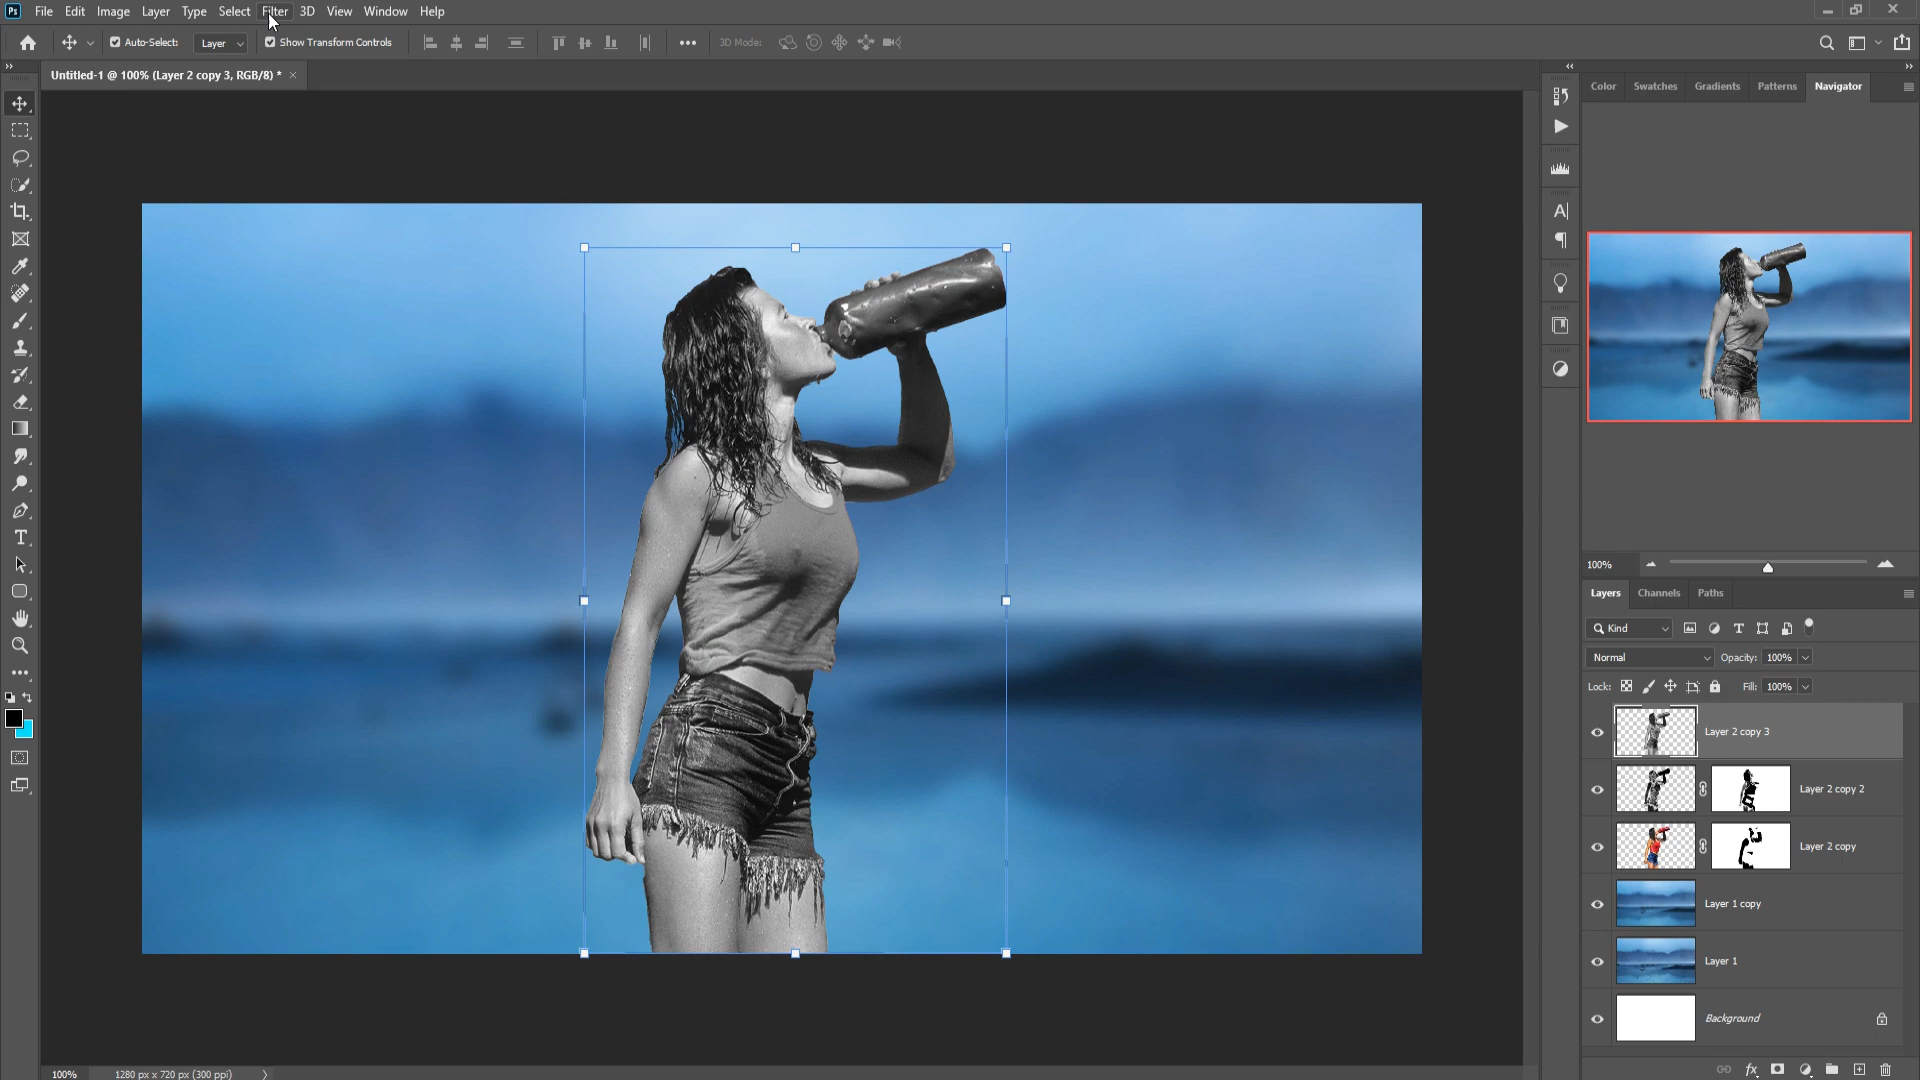 Ps File Edit Image Layer Type Select Filter 3D View Window Help
Auto-Select: Layer Show Transform Controls 3D Mode:
Untitled-1 @ 100% (Layer 2 copy 3, RGB/8) *
Color Swatches Gradients Patterns Navigator
100%
Layers Channels Paths
Kind
Normal Opacity: 100%
Lock: Fill: 100%
Layer 2 copy 3
Layer 2 copy 2
Layer 2 copy
Layer 1 copy
Layer 1
Background
100% 1280 px x 720 px (300 ppi)